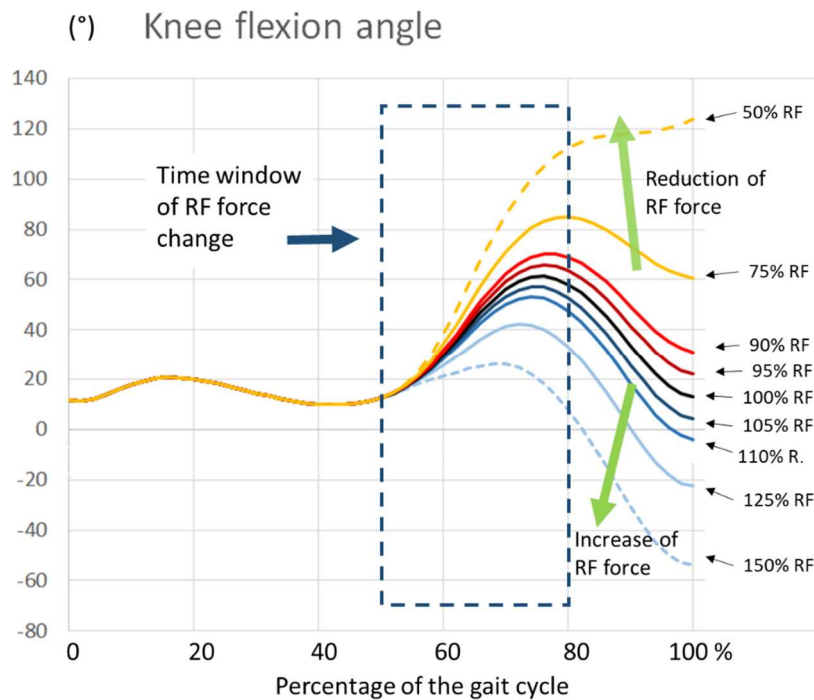 (°) Knee flexion angle
140
120
100
80
60
40
20
0
-20
-40
-60
-80
Time window
of RF force
change
Reduction of
RF force
Increase of
RF force
50% RF
75% RF
90% RF
95% RF
100% RF
105% RF
110% R.
125% RF
150% RF
0 20 40 60 80 100 %
Percentage of the gait cycle